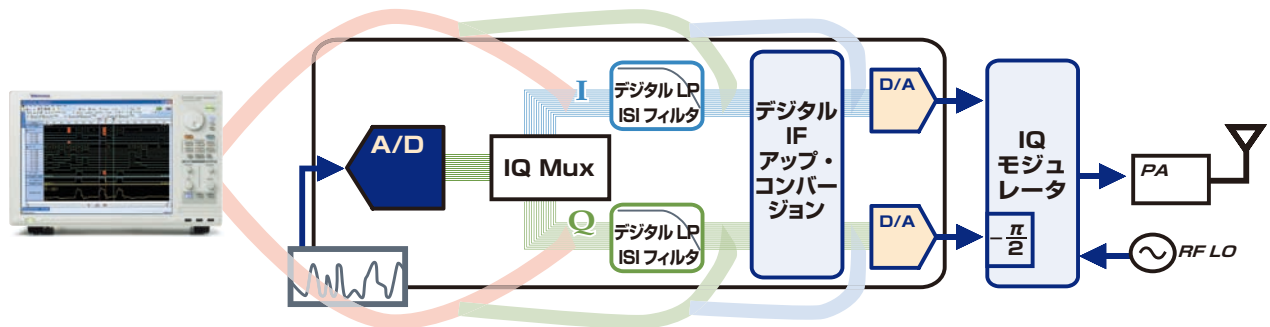 Tektronix
A/D
IQ Mux
I
Q
デジタル LP
ISI フィルタ
デジタル LP
ISI フィルタ
デジタル
IF
アップ・
コンバー
ジョン
D/A
D/A
IQ
モジュ
レータ
-π/2
PA
RF LO